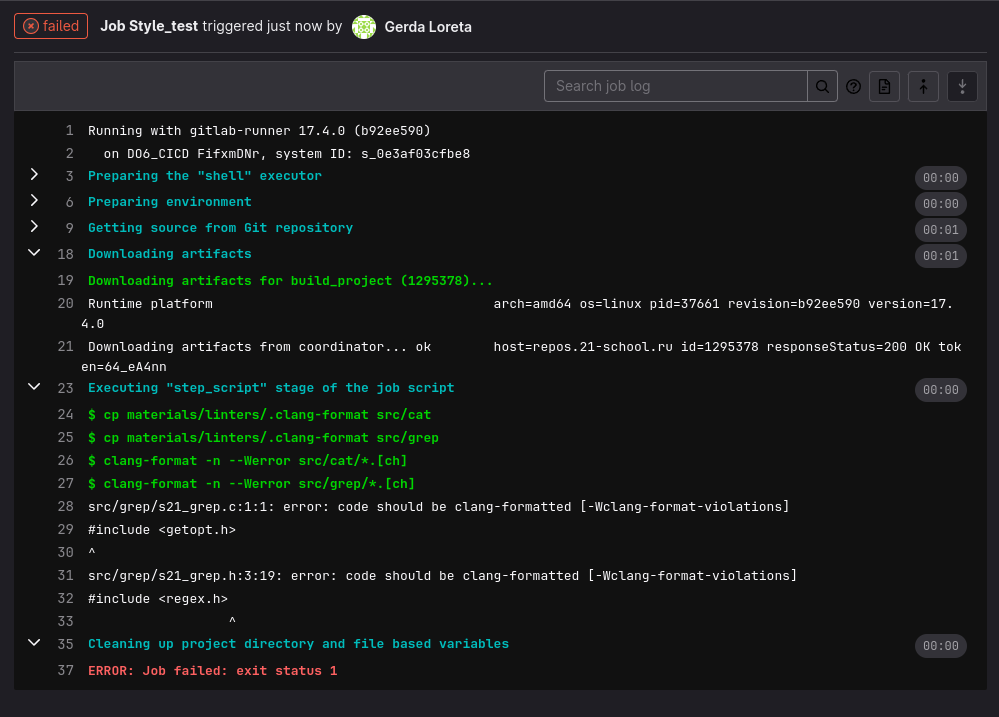 failed Job Style_test triggered just now by Gerda Loreta
Search job log
1 Running with gitlab-runner 17.4.0 (b92ee590)
2 on DO6_CICD FifxmDNr, system ID: s_0e3af03cfbe8
3 Preparing the "shell" executor 00:00
6 Preparing environment 00:00
9 Getting source from Git repository 00:01
18 Downloading artifacts 00:01
19 Downloading artifacts for build_project (1295378)...
20 Runtime platform arch=amd64 os=linux pid=37661 revision=b92ee590 version=17.
4.0
21 Downloading artifacts from coordinator... ok host=repos.21-school.ru id=1295378 responseStatus=200 OK tok
en=64_eA4nn
23 Executing "step_script" stage of the job script 00:00
24 $ cp materials/linters/.clang-format src/cat
25 $ cp materials/linters/.clang-format src/grep
26 $ clang-format -n --Werror src/cat/*.[ch]
27 $ clang-format -n --Werror src/grep/*.[ch]
28 src/grep/s21_grep.c:1:1: error: code should be clang-formatted [-Wclang-format-violations]
29 #include <getopt.h>
30 ^
31 src/grep/s21_grep.h:3:19: error: code should be clang-formatted [-Wclang-format-violations]
32 #include <regex.h>
33 ^
35 Cleaning up project directory and file based variables 00:00
37 ERROR: Job failed: exit status 1